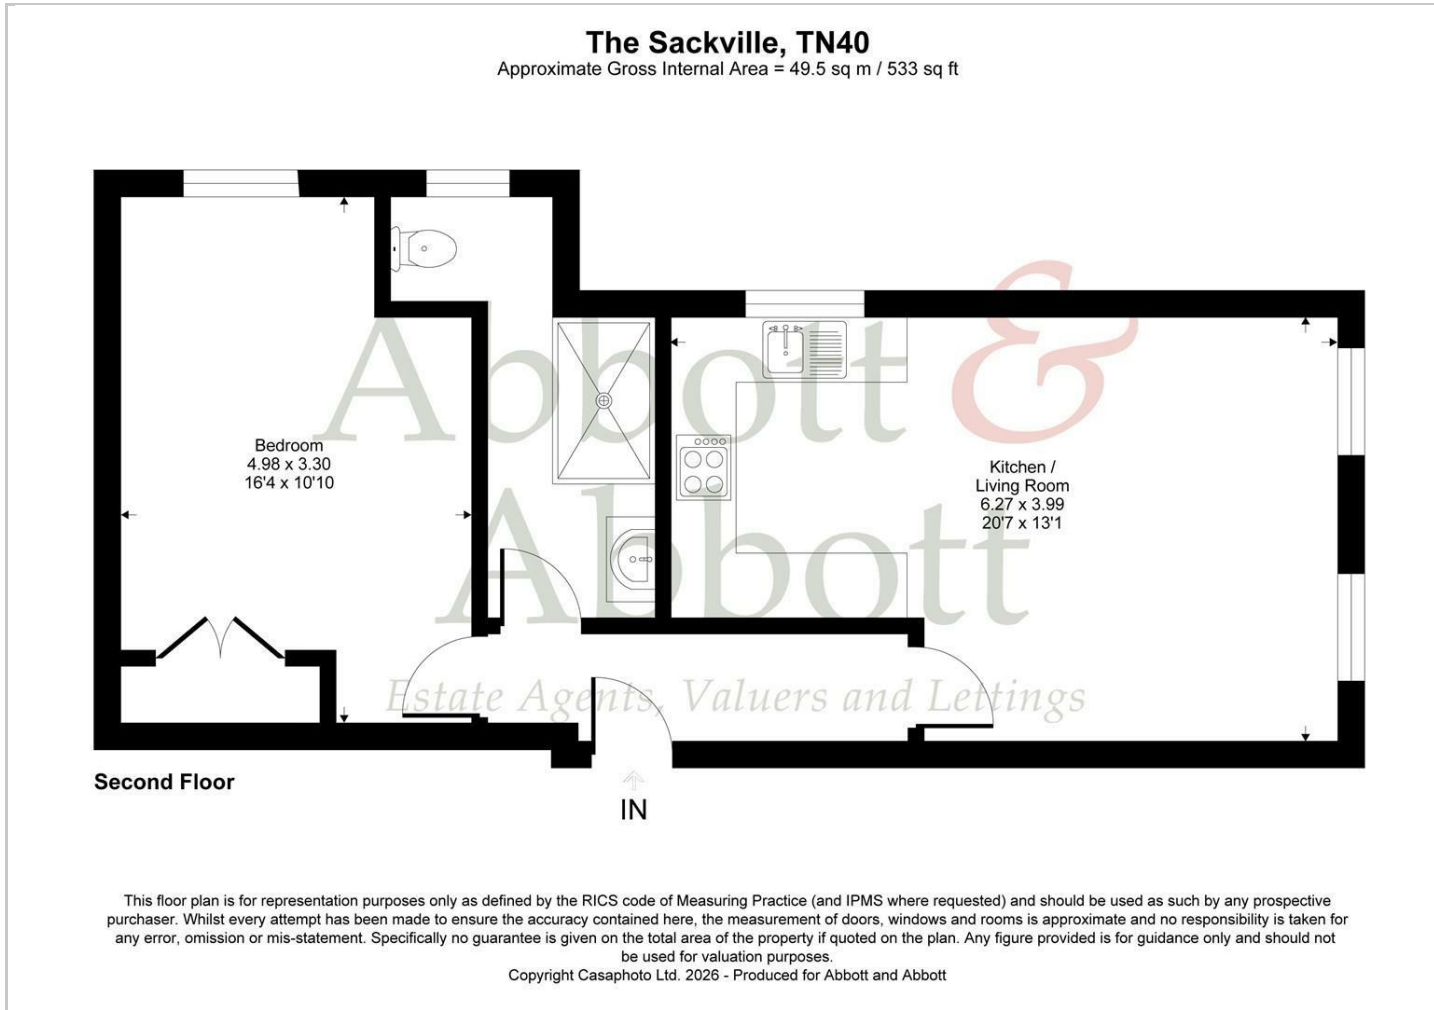 The Sackville, TN40
Approximate Gross Internal Area = 49.5 sq m / 533 sq ft
Abbott &
Abbott
Estate Agents, Valuers and Lettings
Bedroom
4.98 x 3.30
16'4 x 10'10
Kitchen /
Living Room
6.27 x 3.99
20'7 x 13'1
Second Floor
IN
This floor plan is for representation purposes only as defined by the RICS code of Measuring Practice (and IPMS where requested) and should be used as such by any prospective
purchaser. Whilst every attempt has been made to ensure the accuracy contained here, the measurement of doors, windows and rooms is approximate and no responsibility is taken for
any error, omission or mis-statement. Specifically no guarantee is given on the total area of the property if quoted on the plan. Any figure provided is for guidance only and should not
be used for valuation purposes.
Copyright Casaphoto Ltd. 2026 - Produced for Abbott and Abbott